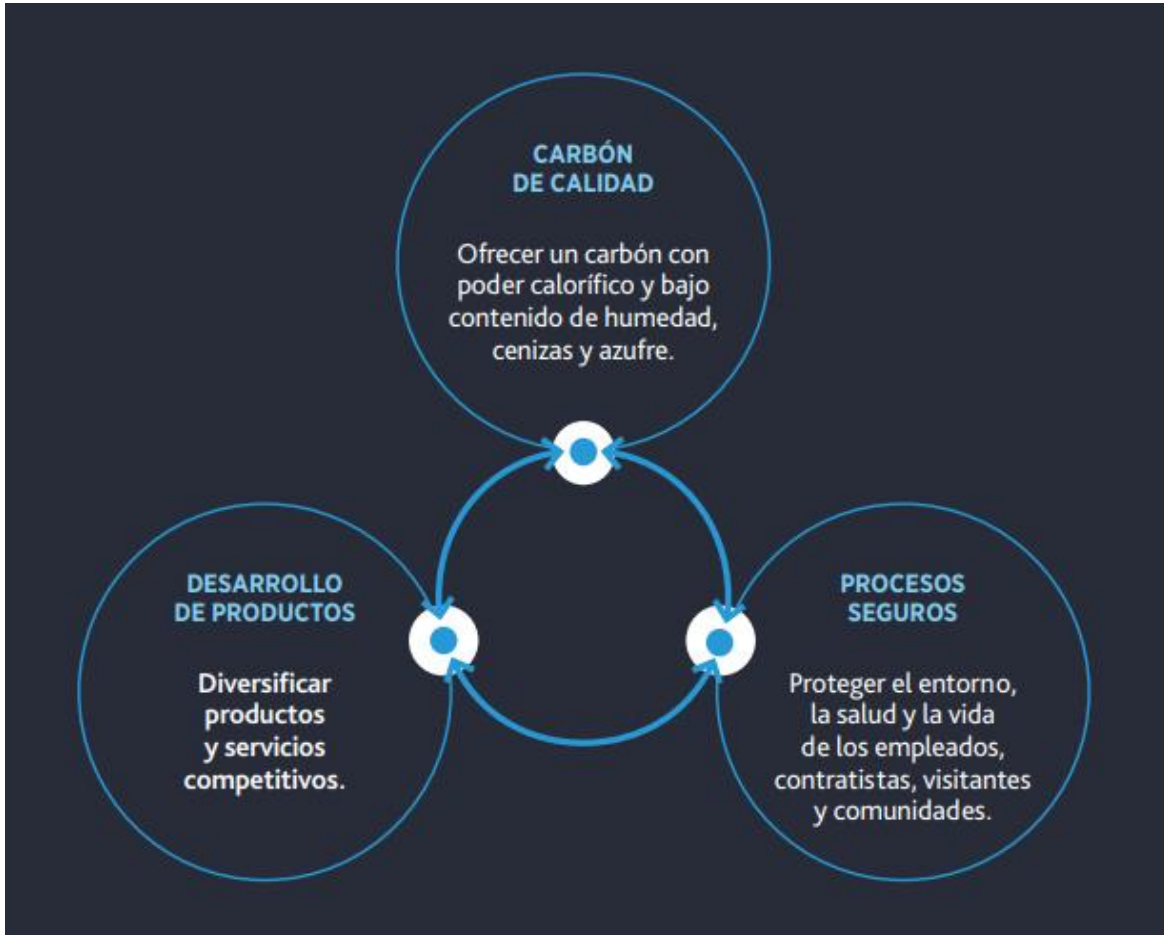 CARBÓN
DE CALIDAD
Ofrecer un carbón con
poder calorífico y bajo
contenido de humedad,
cenizas y azufre.
DESARROLLO
DE PRODUCTOS
Diversificar
productos
y servicios
competitivos.
PROCESOS
SEGUROS
Proteger el entorno,
la salud y la vida
de los empleados,
contratistas, visitantes
y comunidades.